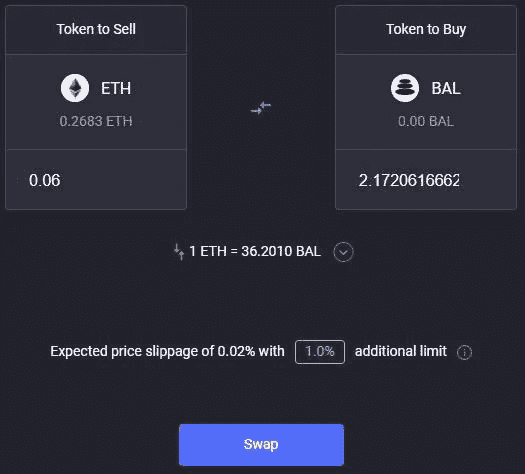 Token to Sell
Token to Buy
ETH
BAL
0.2683 ETH
0.00 BAL
0.06
2.1720616662
1 ETH = 36.2010 BAL
Expected price slippage of 0.02% with 1.0% additional limit
Swap